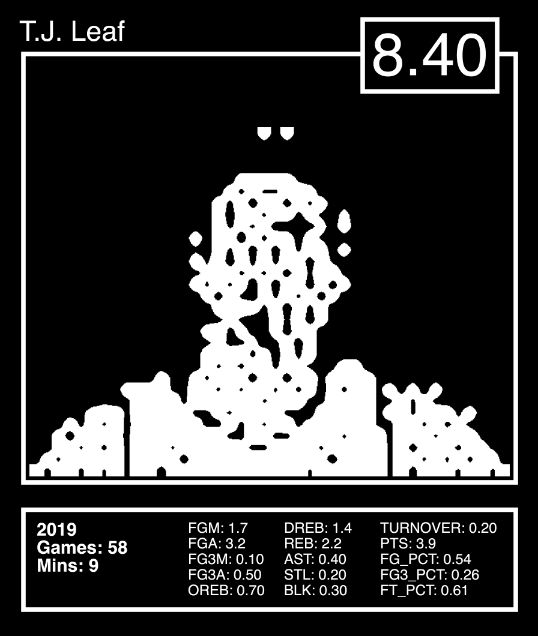 T.J. Leaf
8.40
2019
Games: 58
Mins: 9
FGM: 1.7
FGA: 3.2
FG3M: 0.10
FG3A: 0.50
OREB: 0.70
DREB: 1.4
REB: 2.2
AST: 0.40
STL: 0.20
BLK: 0.30
TURNOVER: 0.20
PTS: 3.9
FG_PCT: 0.54
FG3_PCT: 0.26
FT_PCT: 0.61